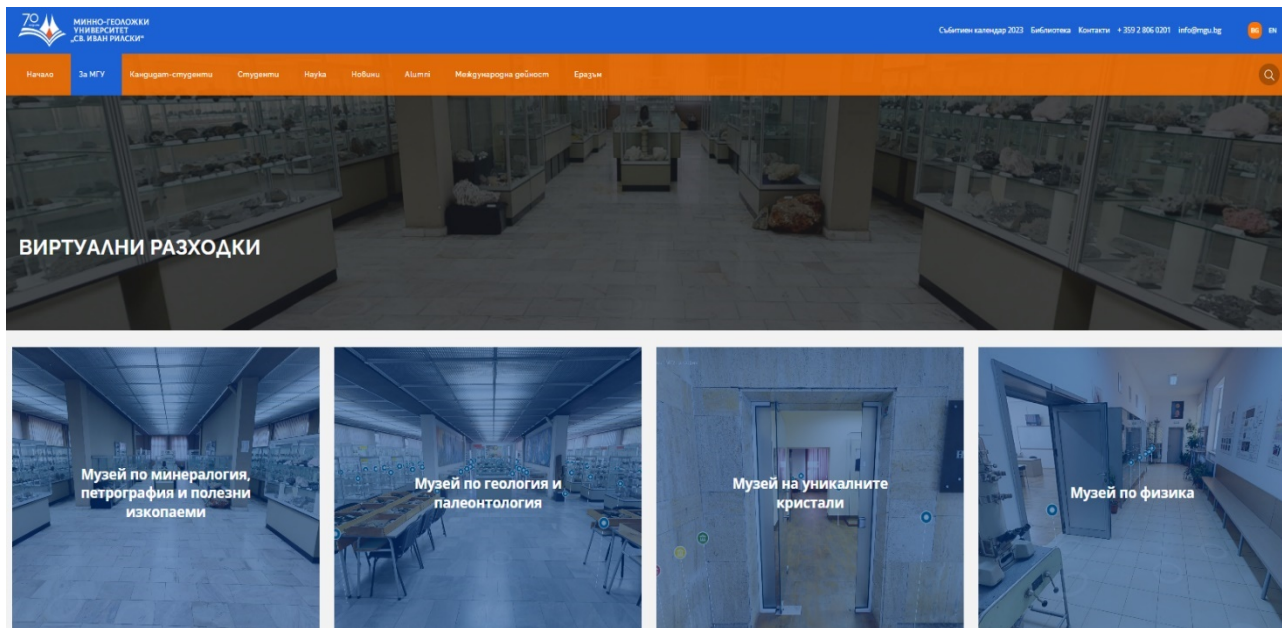 70
МИННО-ГЕОЛОЖКИ
УНИВЕРСИТЕТ
„СВ. ИВАН РИЛСКИ“
Събитиен календар 2023 Библиотека Контакти + 359 2 806 0201 info@mgu.bg BG EN
Начало За МГУ Кандидат-студенти Студенти Наука Новини Alumni Международна дейност Еразъм
ВИРТУАЛНИ РАЗХОДКИ
Музей по минералогия,
петрография и полезни
изкопаеми
Музей по геология и
палеонтология
Музей на уникалните
кристали
Музей по физика